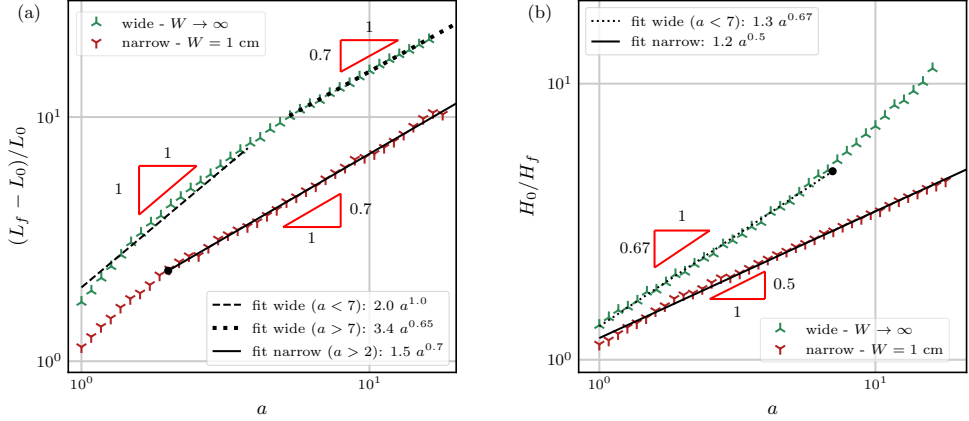 (a)
wide - W → ∞
narrow - W = 1 cm
1
0.7
1
1
0.7
1
10¹
10⁰
(L_f − L_0)/L_0
fit wide (a < 7): 2.0 a^1.0
fit wide (a > 7): 3.4 a^0.65
fit narrow (a > 2): 1.5 a^0.7
10⁰
10¹
a
(b)
fit wide (a < 7): 1.3 a^0.67
fit narrow: 1.2 a^0.5
10¹
10⁰
H_0/H_f
1
0.67
0.5
1
wide - W → ∞
narrow - W = 1 cm
10⁰
10¹
a